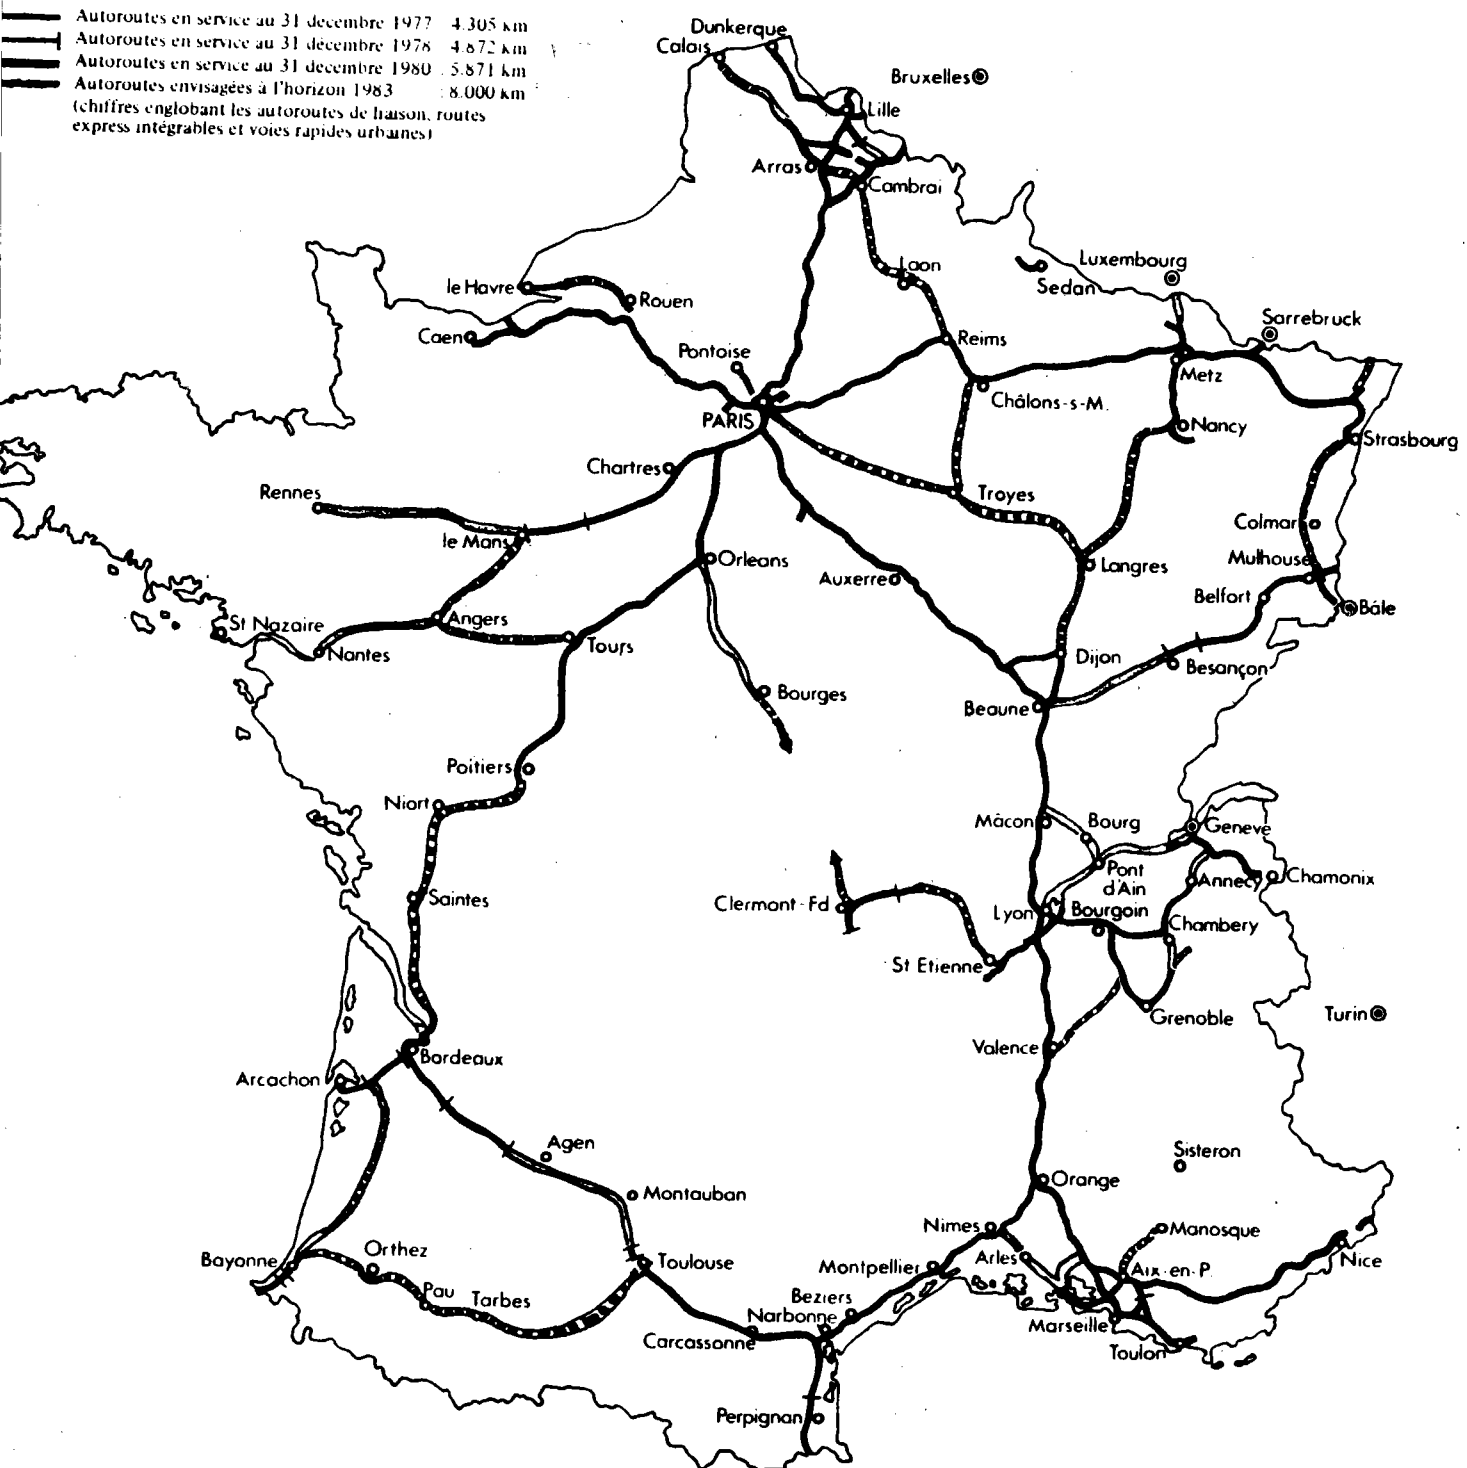 Autoroutes en service au 31 décembre 1977 4.305 km
Autoroutes en service au 31 décembre 1978 4.872 km
Autoroutes en service au 31 décembre 1980 5.871 km
Autoroutes envisagées à l'horizon 1983 : 8.000 km
(chiffres englobant les autoroutes de liaison, routes
express intégrables et voies rapides urbaines)
Dunkerque
Calais
Bruxelles
Lille
Arras
Cambrai
Laon
Luxembourg
Sedan
le Havre
Rouen
Sarrebruck
Caen
Reims
Pontoise
Metz
Châlons-s-M.
PARIS
Nancy
Strasbourg
Chartres
Rennes
Troyes
Colmar
le Mans
Orleans
Mulhouse
Langres
Auxerre
Belfort
Bâle
Angers
St Nazaire
Tours
Nantes
Dijon
Besançon
Bourges
Beaune
Poitiers
Niort
Mâcon
Bourg
Geneve
Pont
d'Ain
Annecy
Chamonix
Saintes
Clermont-Fd
Lyon
Bourgoin
Chambery
St Etienne
Grenoble
Turin
Valence
Bordeaux
Arcachon
Agen
Sisteron
Montauban
Orange
Nimes
Manosque
Orthez
Bayonne
Toulouse
Montpellier
Arles
Aix-en-P.
Nice
Pau
Tarbes
Beziers
Narbonne
Marseille
Carcassonne
Toulon
Perpignan